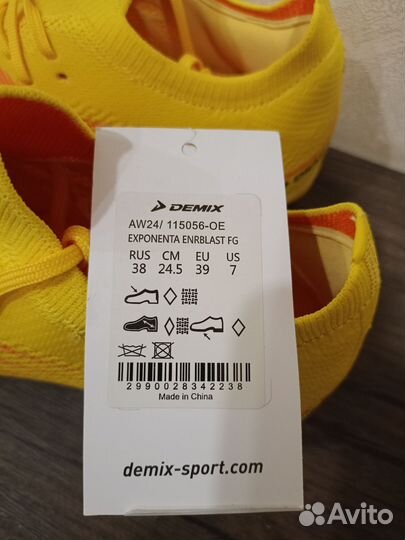 DEMIX
AW24/ 115056-OE
EXPONENTA ENRBLAST FG
RUS CM EU US
38 24.5 39 7
2990028342238
Made in China
demix-sport.com
Avito